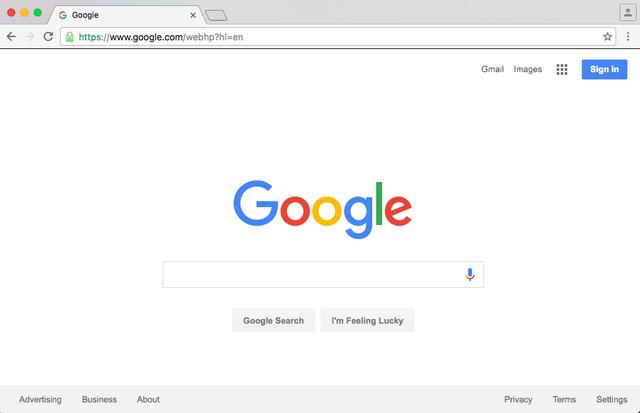 Google
https://www.google.com/webhp?hl=en
Gmail Images Sign in
Google
Google Search I'm Feeling Lucky
Advertising Business About Privacy Terms Settings